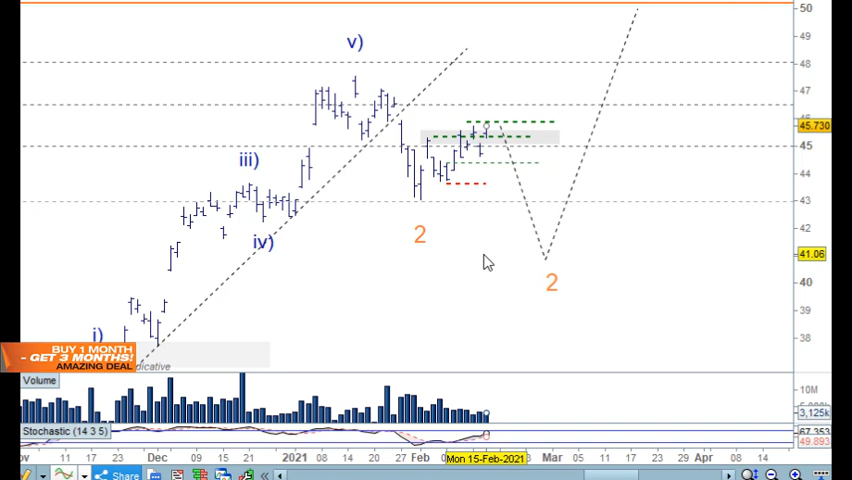 50
49
v)
48
47
46
45.730
45
44
iii)
43
2
iv)
42
41.06
2
40
39
i)
38
BUY 1 MONTH
- GET 3 MONTHS!
AMAZING DEAL
dicative
Volume
10M
3,125k
Stochastic (14 3 5)
67.353
49.893
ov 11 17 23 Dec 09 15 21 2021 08 14 20 27 Feb Mon 15-Feb-2021 23 Mar 05 11 17 23 29 Apr 08 14
Share